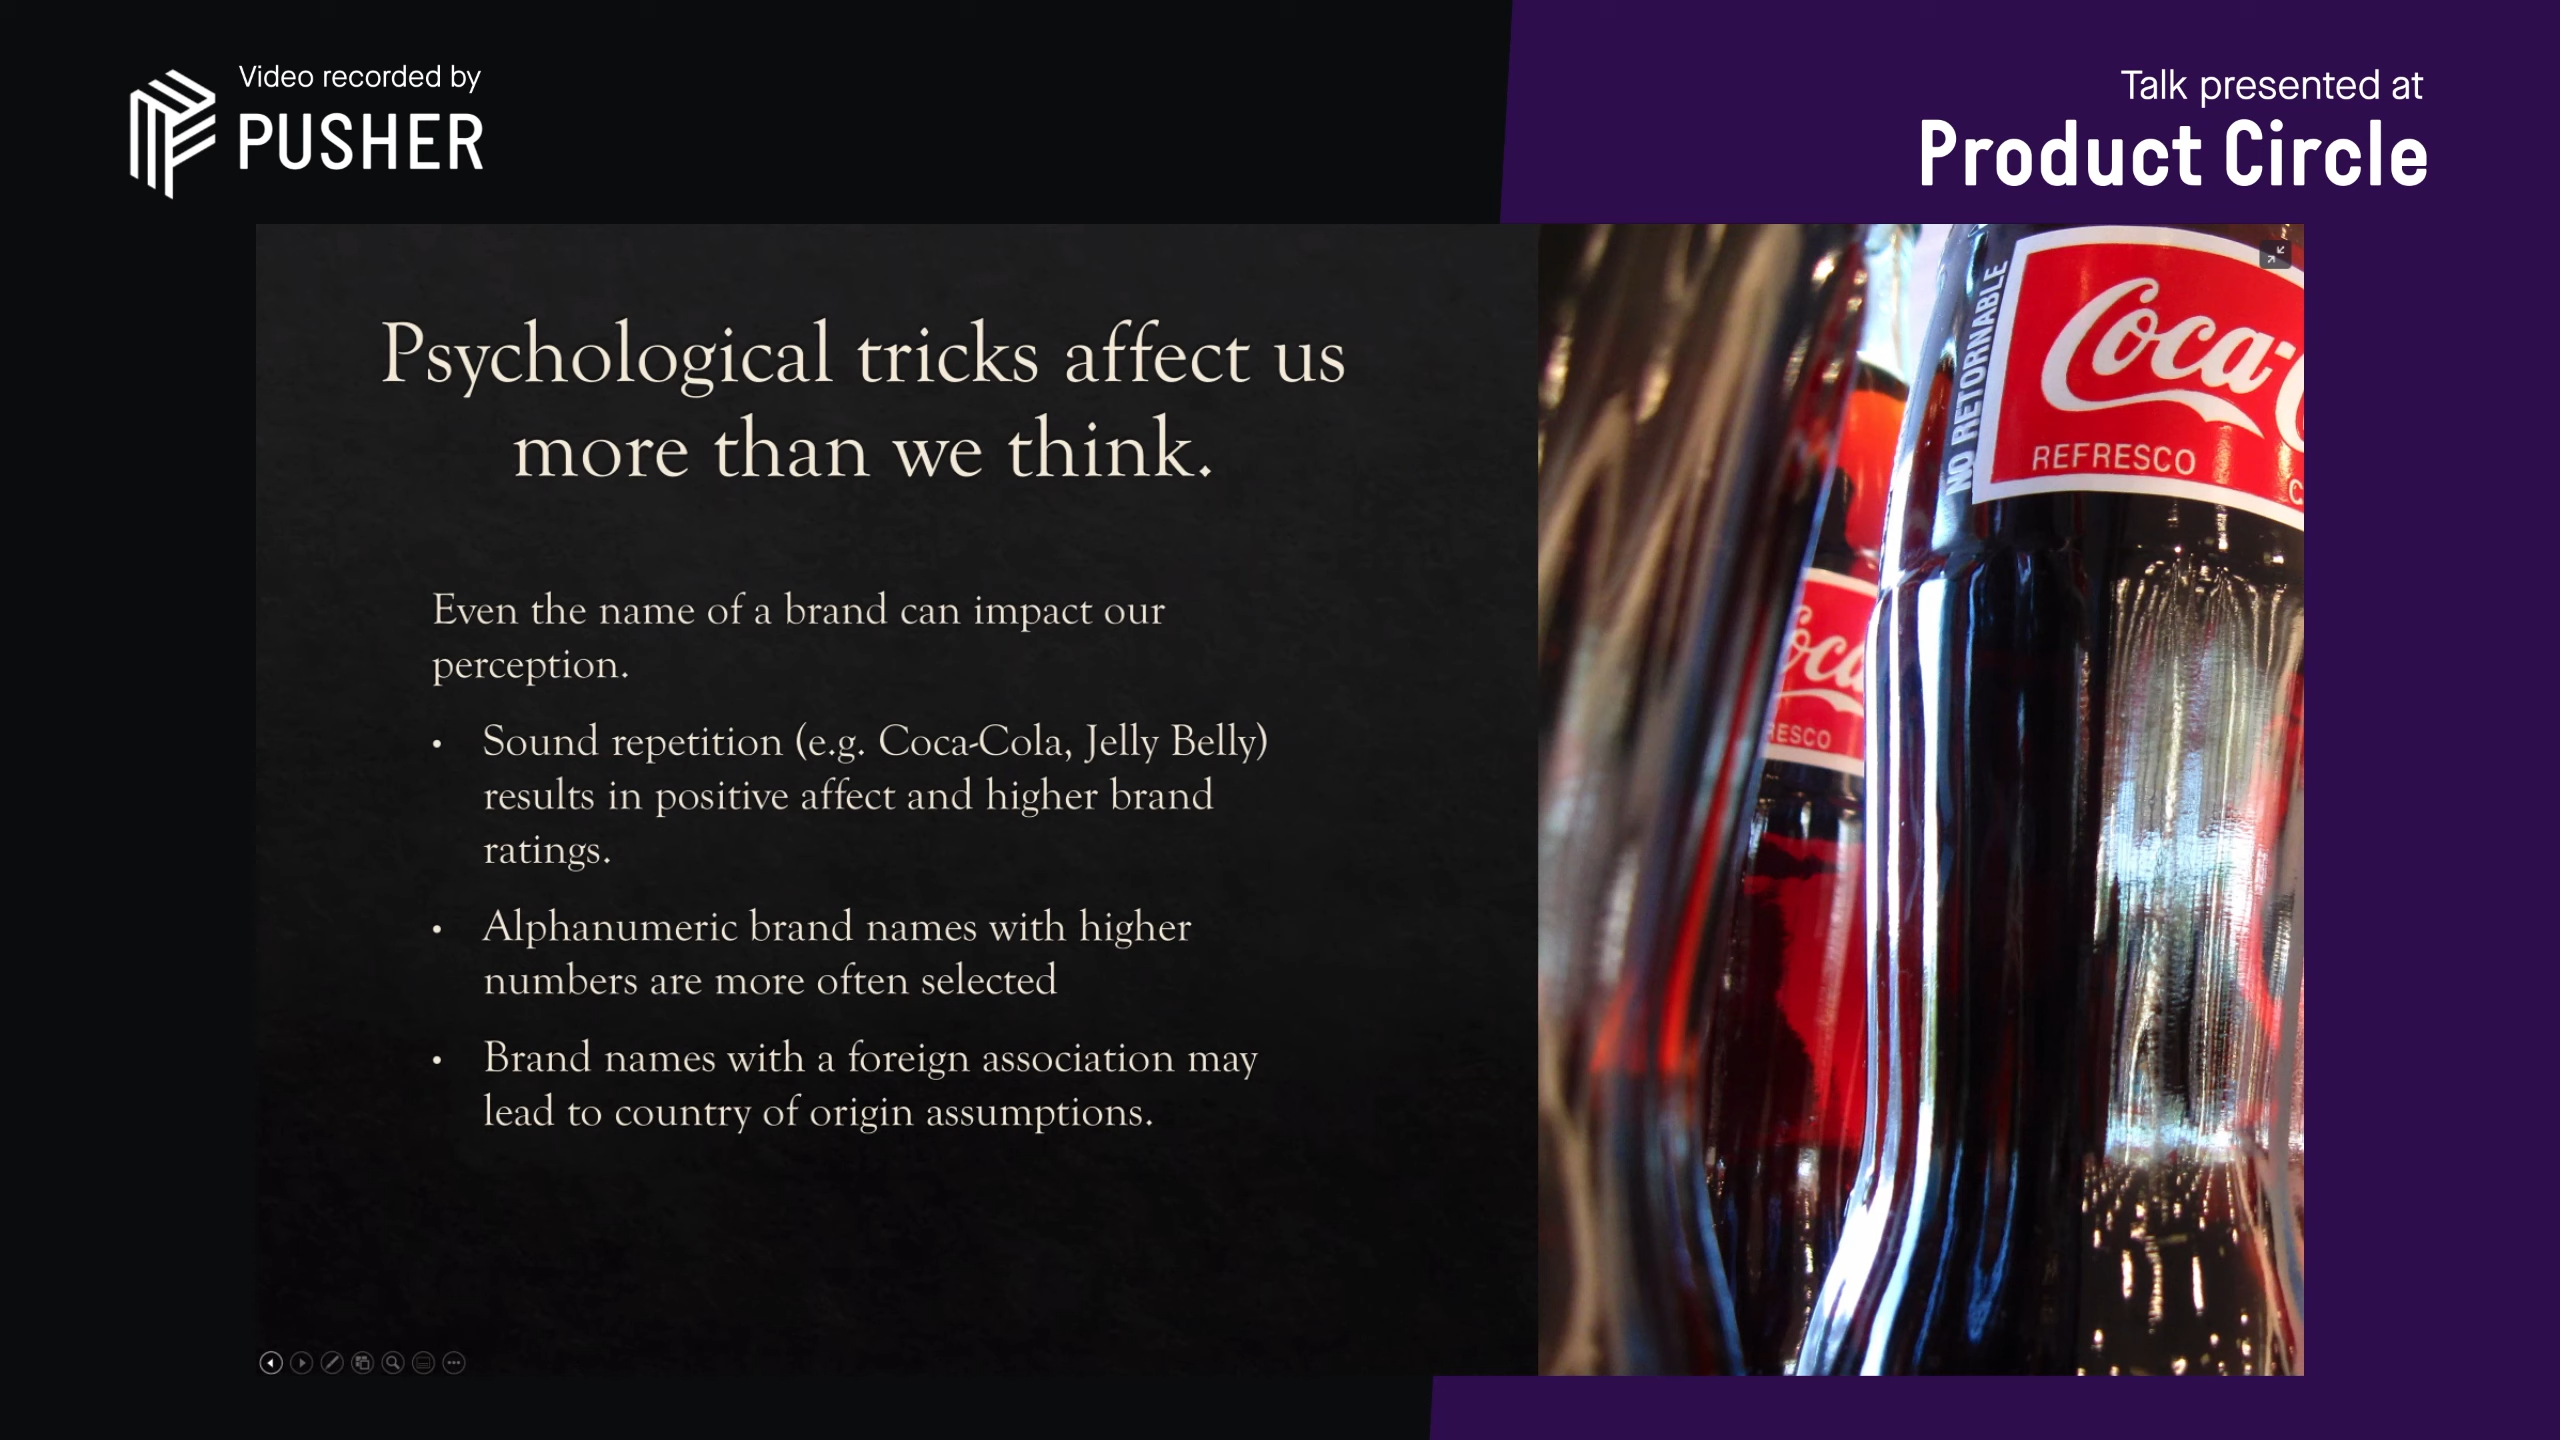 Video recorded by
PUSHER
Talk presented at
Product Circle
Psychological tricks affect us
more than we think.
Even the name of a brand can impact our
perception.
• Sound repetition (e.g. Coca-Cola, Jelly Belly)
results in positive affect and higher brand
ratings.
• Alphanumeric brand names with higher
numbers are more often selected
• Brand names with a foreign association may
lead to country of origin assumptions.
NO RETORNABLE
Coca-C
REFRESCO
C
Coca
RESCO